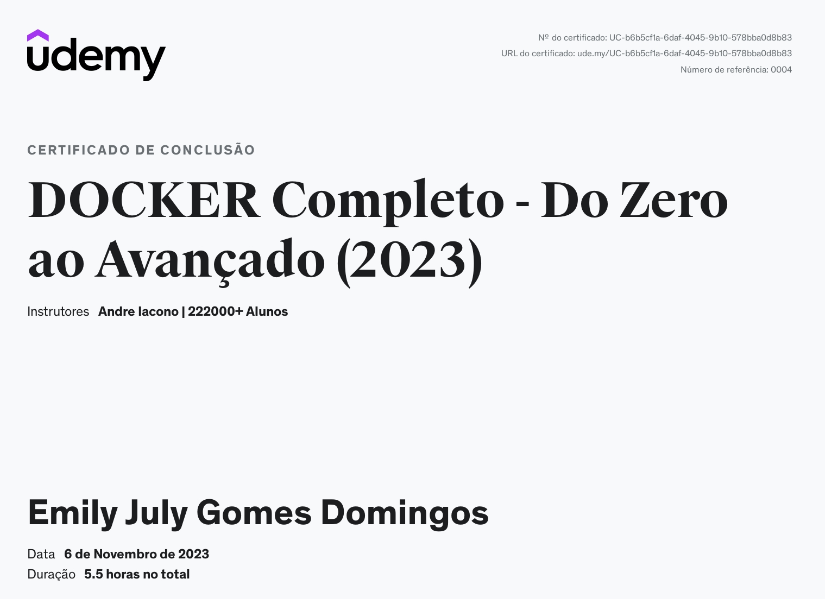 udemy
Nº do certificado: UC-b6b5cf1a-6daf-4045-9b10-578bba0d8b83
URL do certificado: ude.my/UC-b6b5cf1a-6daf-4045-9b10-578bba0d8b83
Número de referência: 0004
CERTIFICADO DE CONCLUSÃO
DOCKER Completo - Do Zero
ao Avançado (2023)
Instrutores Andre Iacono | 222000+ Alunos
Emily July Gomes Domingos
Data 6 de Novembro de 2023
Duração 5.5 horas no total